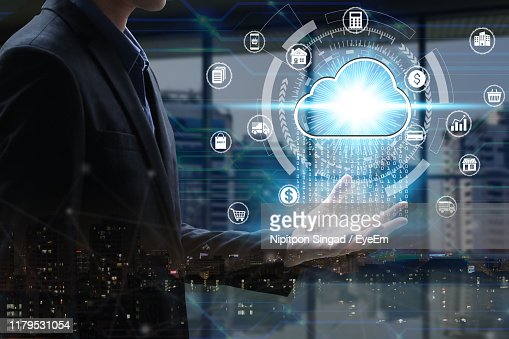 gettyimages
Nipitpon Singad / EyeEm
1179531054